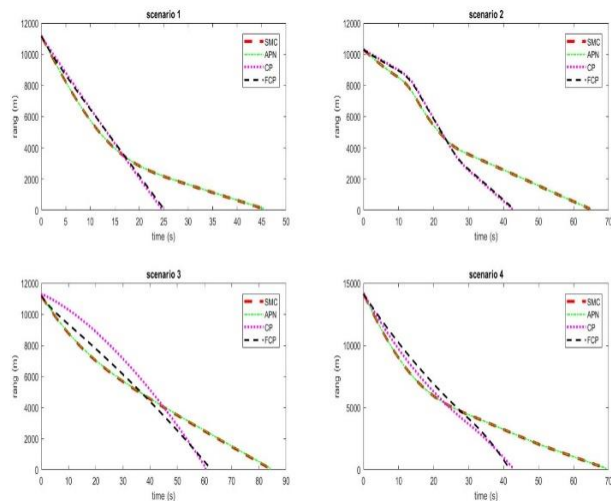 scenario 1
12000
10000
8000
6000
4000
2000
0
rang (m)
SMC
APN
CP
FCP
0 5 10 15 20 25 30 35 40 45 50
time (s)
scenario 2
12000
10000
8000
6000
4000
2000
0
rang (m)
SMC
APN
CP
FCP
0 10 20 30 40 50 60 70
time (s)
scenario 3
12000
10000
8000
6000
4000
2000
0
rang (m)
SMC
APN
CP
FCP
0 10 20 30 40 50 60 70 80 90
time (s)
scenario 4
15000
10000
5000
0
rang (m)
SMC
APN
CP
FCP
0 10 20 30 40 50 60 70
time (s)